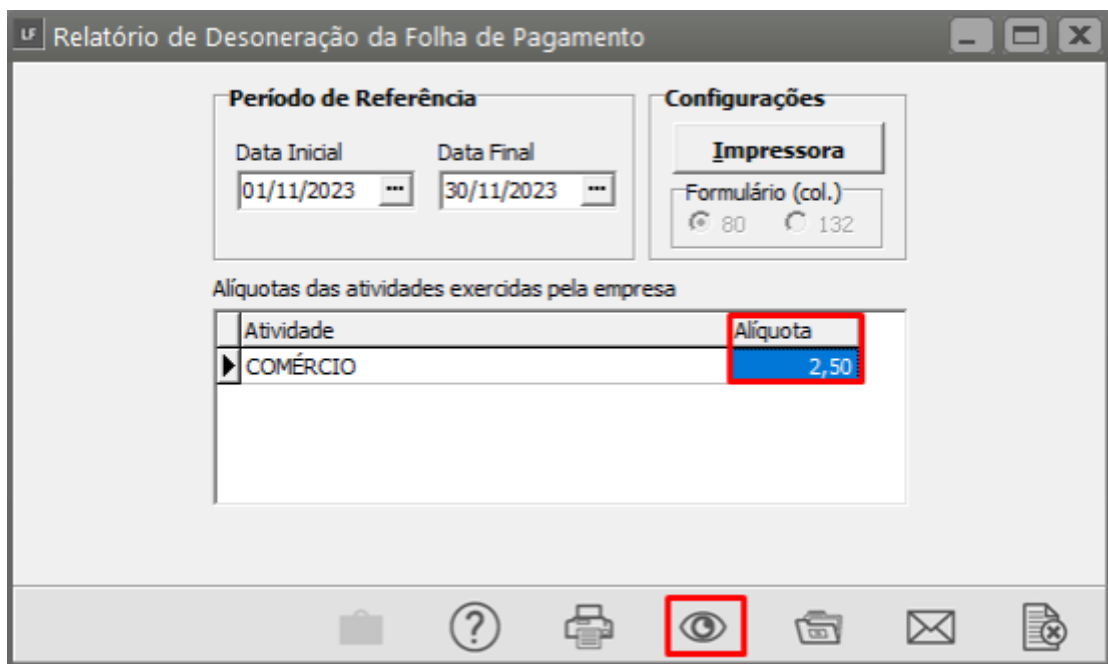 LF Relatório de Desoneração da Folha de Pagamento
Período de Referência
Data Inicial Data Final
01/11/2023 ... 30/11/2023 ...
Configurações
Impressora
Formulário (col.)
80 132
Alíquotas das atividades exercidas pela empresa
Atividade Alíquota
COMÉRCIO 2,50